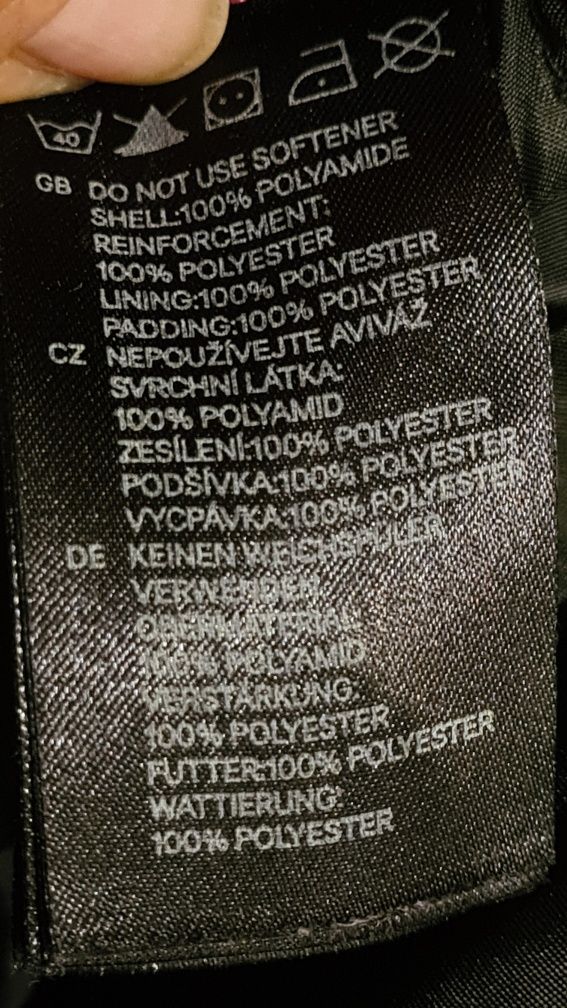 40
GB DO NOT USE SOFTENER
SHELL:100% POLYAMIDE
REINFORCEMENT:
100% POLYESTER
LINING:100% POLYESTER
PADDING:100% POLYESTER
CZ NEPOUŽÍVEJTE AVIVÁŽ
SVRCHNÍ LÁTKA:
100% POLYAMID
ZESÍLENÍ:100% POLYESTER
PODŠÍVKA:100% POLYESTER
VYCPÁVKA:100% POLYESTER
DE KEINEN WEICHSPÜLER
VERWENDEN
OBERMATERIAL:
100% POLYAMID
VERSTÄRKUNG:
100% POLYESTER
FUTTER:100% POLYESTER
WATTIERUNG:
100% POLYESTER